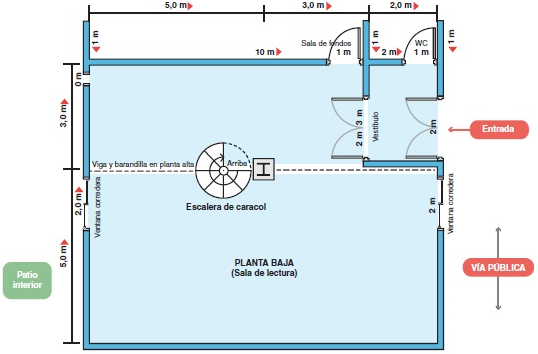 5,0 m
3,0 m
2,0 m
1 m
1 m
1 m
Sala de fondos
WC
10 m
1 m
2 m
1 m
0 m
3,0 m
2 m
3 m
Vestíbulo
2 m
Entrada
Viga y barandilla en planta alta
Arriba
Escalera de caracol
2,0 m
Ventana corredera
2 m
Ventana corredera
5,0 m
Patio
interior
PLANTA BAJA
(Sala de lectura)
VÍA PÚBLICA